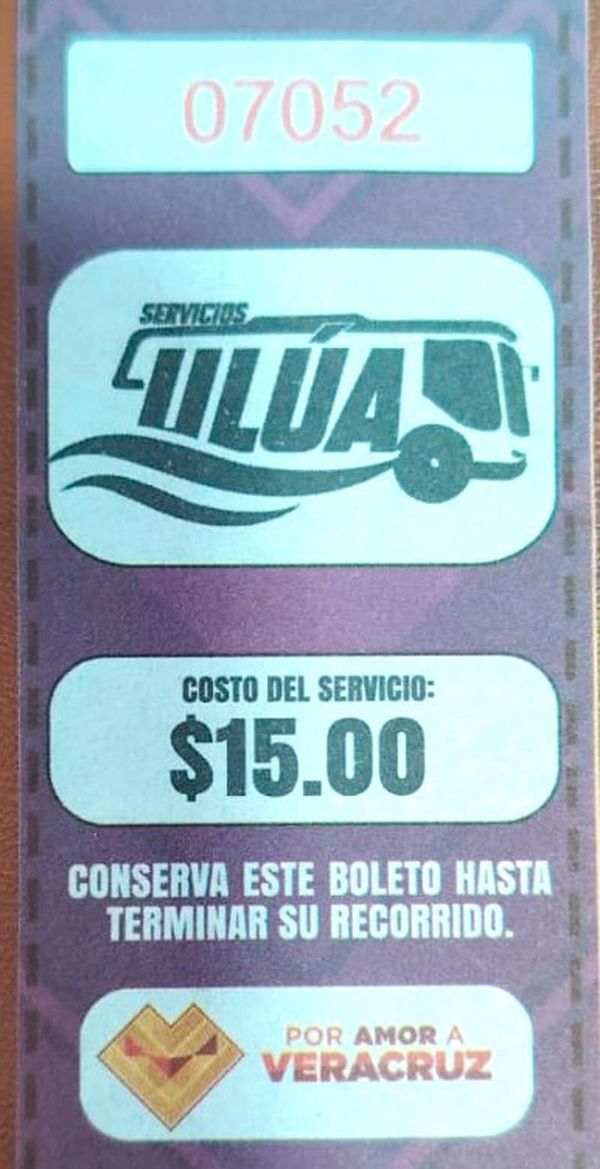 07052
SERVICIOS
ULÚA
COSTO DEL SERVICIO:
$15.00
CONSERVA ESTE BOLETO HASTA
TERMINAR SU RECORRIDO.
POR AMOR A
VERACRUZ